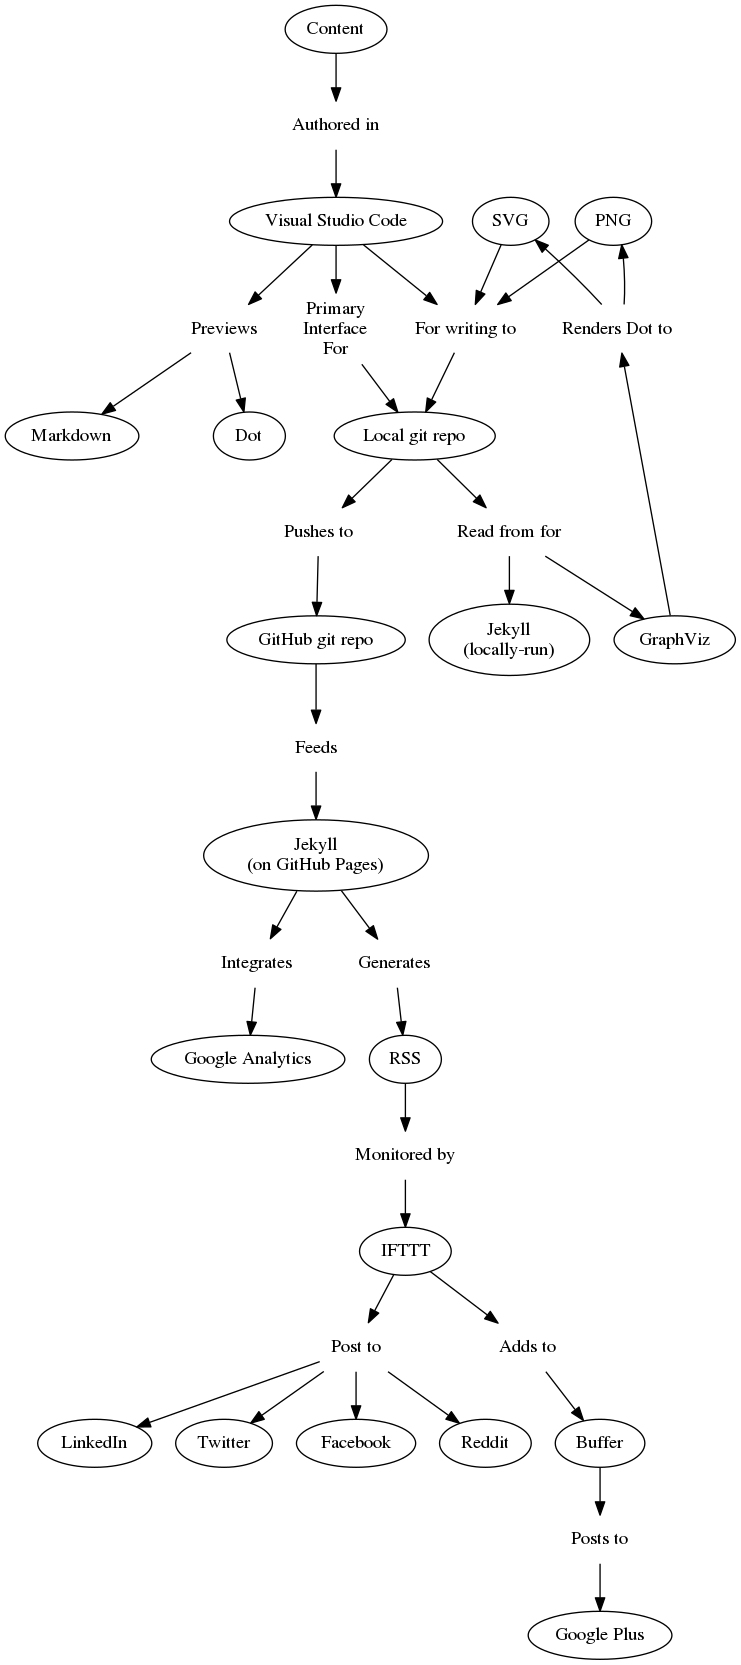 Content
Authored in
Visual Studio Code
SVG
PNG
Previews
Primary
Interface
For
For writing to
Renders Dot to
Markdown
Dot
Local git repo
Pushes to
Read from for
GitHub git repo
Jekyll
(locally-run)
GraphViz
Feeds
Jekyll
(on GitHub Pages)
Integrates
Generates
Google Analytics
RSS
Monitored by
IFTTT
Post to
Adds to
LinkedIn
Twitter
Facebook
Reddit
Buffer
Posts to
Google Plus